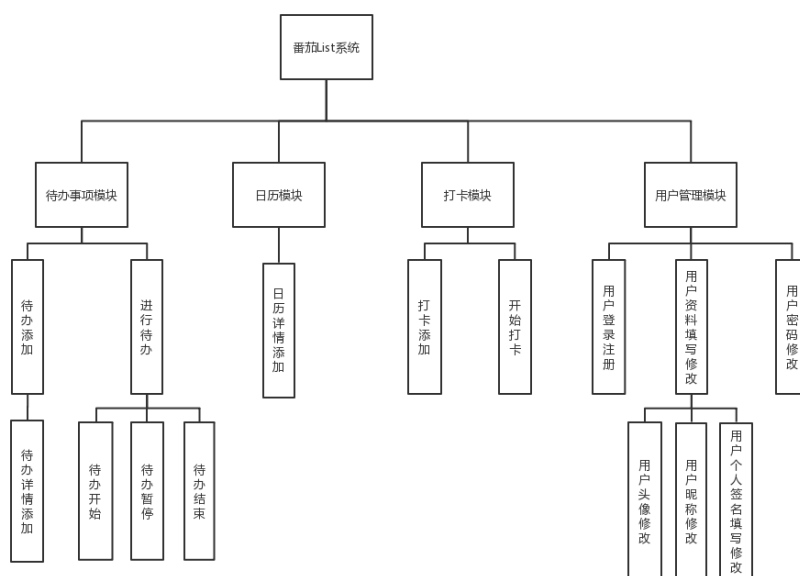 番茄List系统
待办事项模块
日历模块
打卡模块
用户管理模块
待办添加
进行待办
日历详情添加
打卡添加
开始打卡
用户登录注册
用户资料填写修改
用户密码修改
待办详情添加
待办开始
待办暂停
待办结束
用户头像修改
用户昵称修改
用户个人签名填写修改